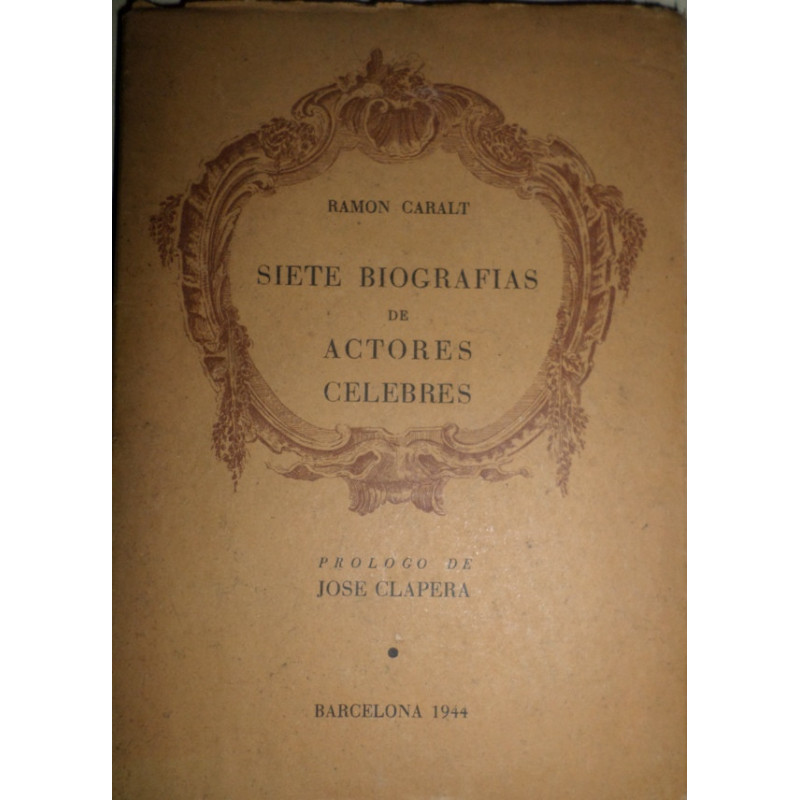 RAMON CARALT
SIETE BIOGRAFIAS
DE
ACTORES
CELEBRES
PROLOGO DE
JOSE CLAPERA
BARCELONA 1944